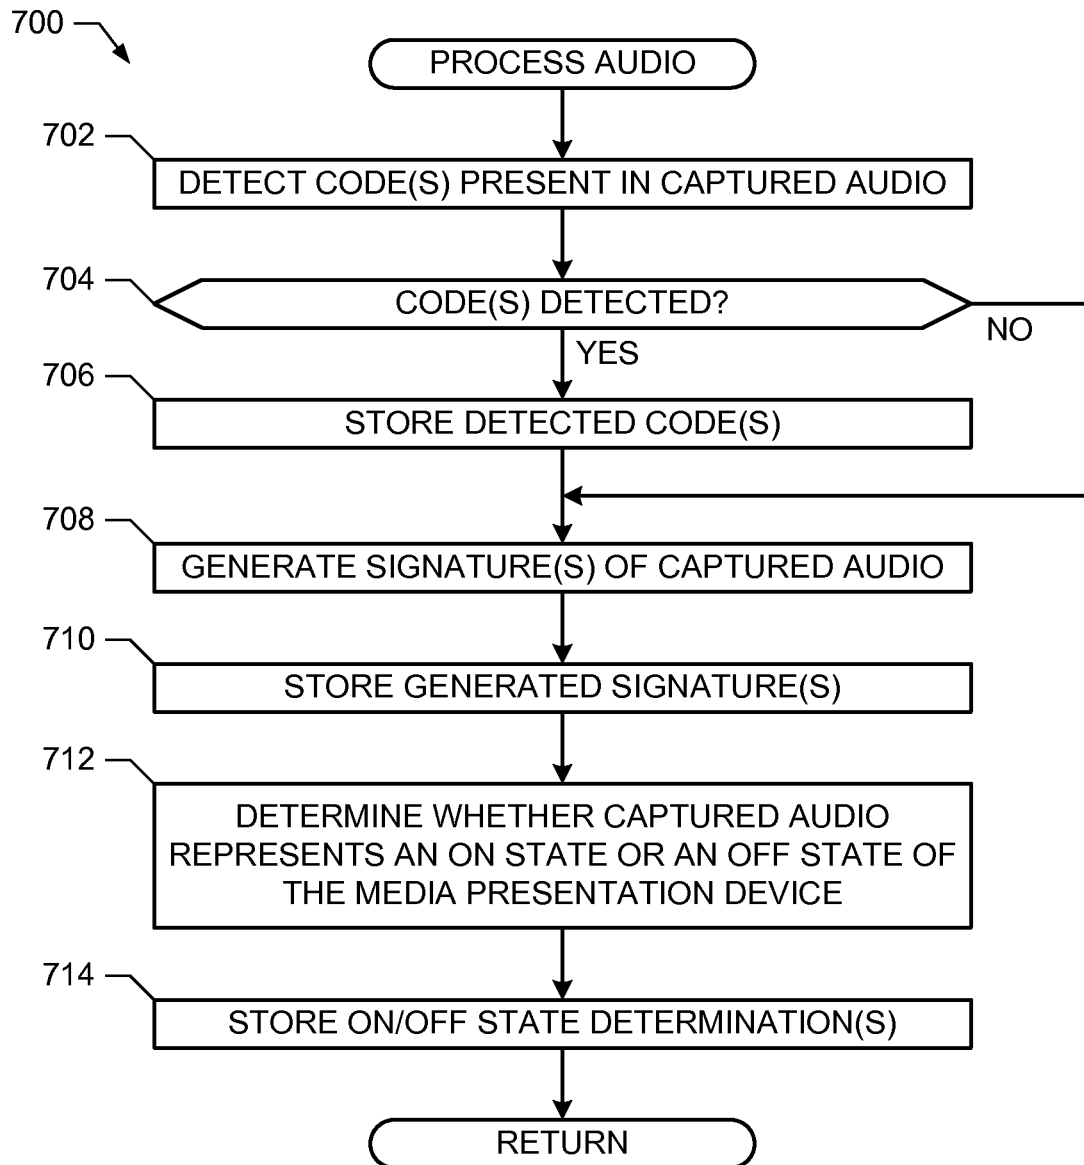 700
PROCESS AUDIO
702
DETECT CODE(S) PRESENT IN CAPTURED AUDIO
704
CODE(S) DETECTED?
NO
YES
706
STORE DETECTED CODE(S)
708
GENERATE SIGNATURE(S) OF CAPTURED AUDIO
710
STORE GENERATED SIGNATURE(S)
712
DETERMINE WHETHER CAPTURED AUDIO
REPRESENTS AN ON STATE OR AN OFF STATE OF
THE MEDIA PRESENTATION DEVICE
714
STORE ON/OFF STATE DETERMINATION(S)
RETURN